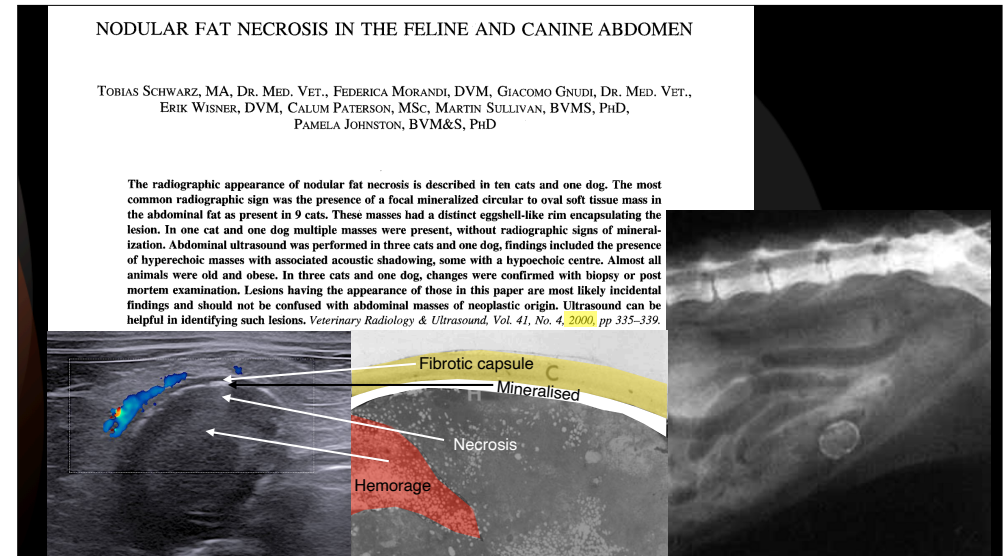 NODULAR FAT NECROSIS IN THE FELINE AND CANINE ABDOMEN
TOBIAS SCHWARZ, MA, DR. MED. VET., FEDERICA MORANDI, DVM, GIACOMO GNUDI, DR. MED. VET.,
ERIK WISNER, DVM, CALUM PATERSON, MSC, MARTIN SULLIVAN, BVMS, PHD,
PAMELA JOHNSTON, BVM&S, PHD
The radiographic appearance of nodular fat necrosis is described in ten cats and one dog. The most
common radiographic sign was the presence of a focal mineralized circular to oval soft tissue mass in
the abdominal fat as present in 9 cats. These masses had a distinct eggshell-like rim encapsulating the
lesion. In one cat and one dog multiple masses were present, without radiographic signs of mineral-
ization. Abdominal ultrasound was performed in three cats and one dog, findings included the presence
of hyperechoic masses with associated acoustic shadowing, some with a hypoechoic centre. Almost all
animals were old and obese. In three cats and one dog, changes were confirmed with biopsy or post
mortem examination. Lesions having the appearance of those in this paper are most likely incidental
findings and should not be confused with abdominal masses of neoplastic origin. Ultrasound can be
helpful in identifying such lesions. Veterinary Radiology & Ultrasound, Vol. 41, No. 4, 2000, pp 335–339.
Fibrotic capsule
C
Mineralised
H
Necrosis
Hemorage